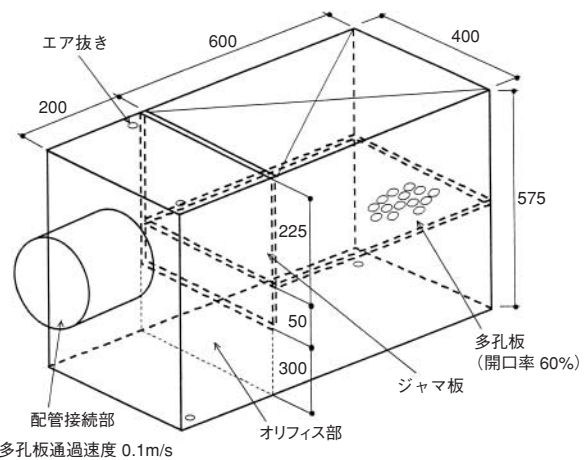 エア抜き
600
400
200
575
225
50
300
多孔板
（開口率 60%）
ジャマ板
オリフィス部
配管接続部
多孔板通過速度 0.1m/s